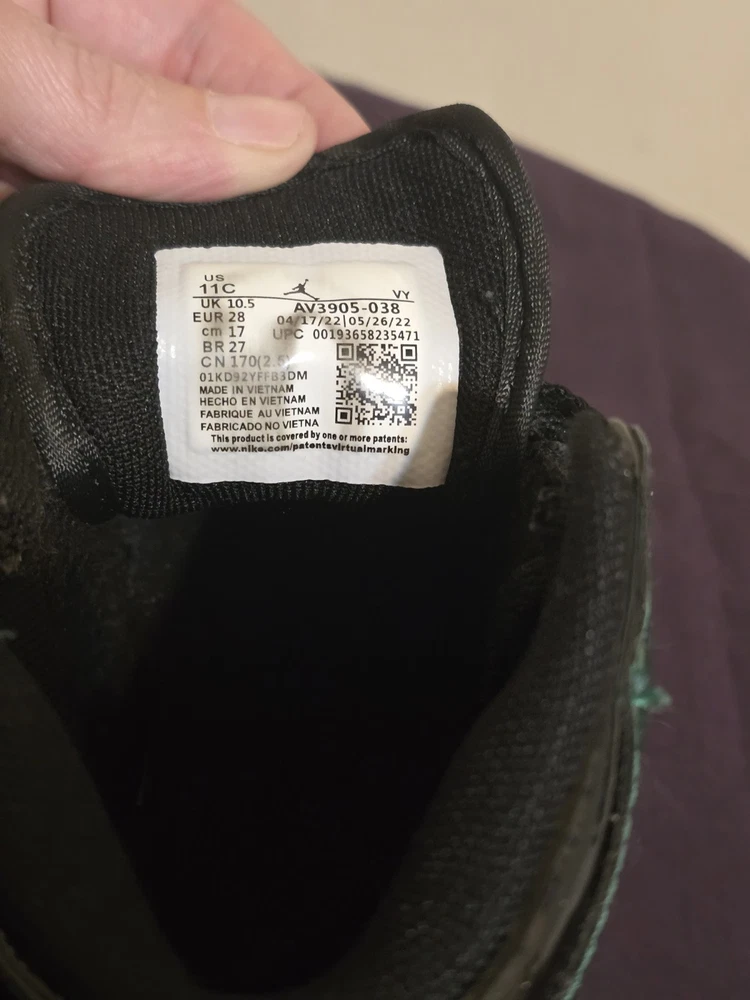 US
11C
VY
UK 10.5
AV3905-038
EUR 28
04/17/22|05/26/22
cm 17
UPC 00193658235471
BR 27
CN 170(2.5)
01KD92YFFB3DM
MADE IN VIETNAM
HECHO EN VIETNAM
FABRIQUE AU VIETNAM
FABRICADO NO VIETNA
This product is covered by one or more patents:
www.nike.com/patentsvirtualmarking